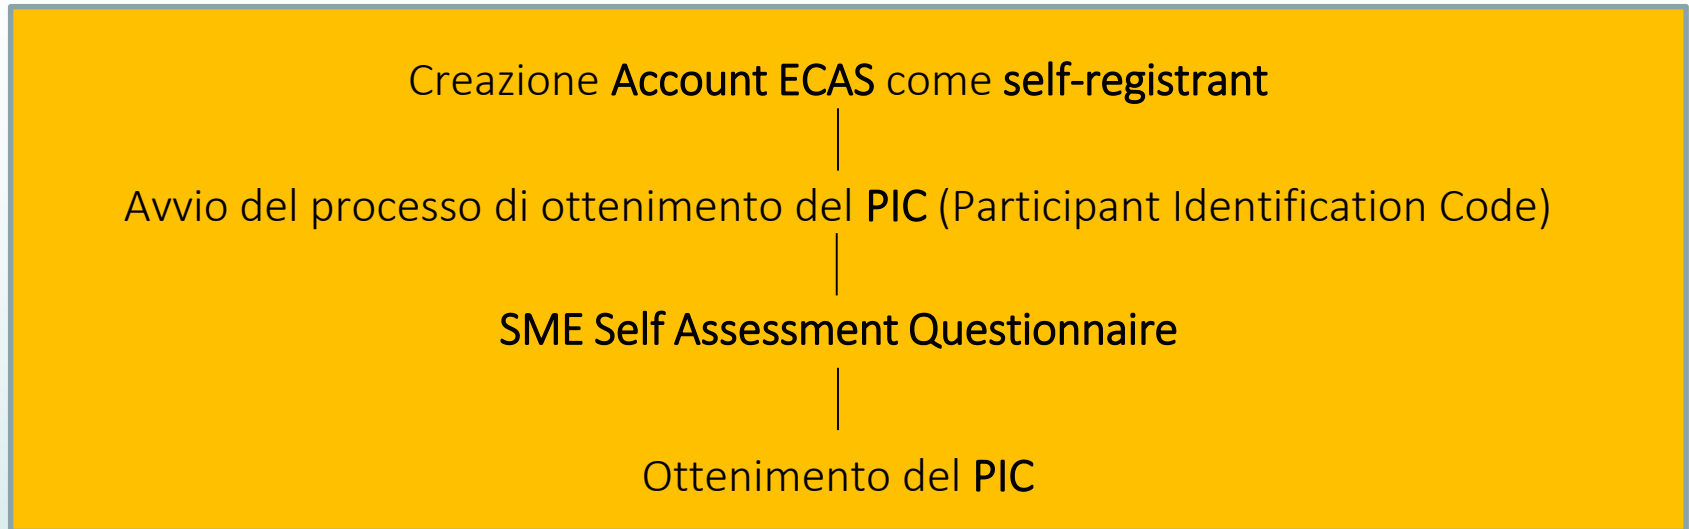 Creazione Account ECAS come self-registrant
Avvio del processo di ottenimento del PIC (Participant Identification Code)
SME Self Assessment Questionnaire
Ottenimento del PIC